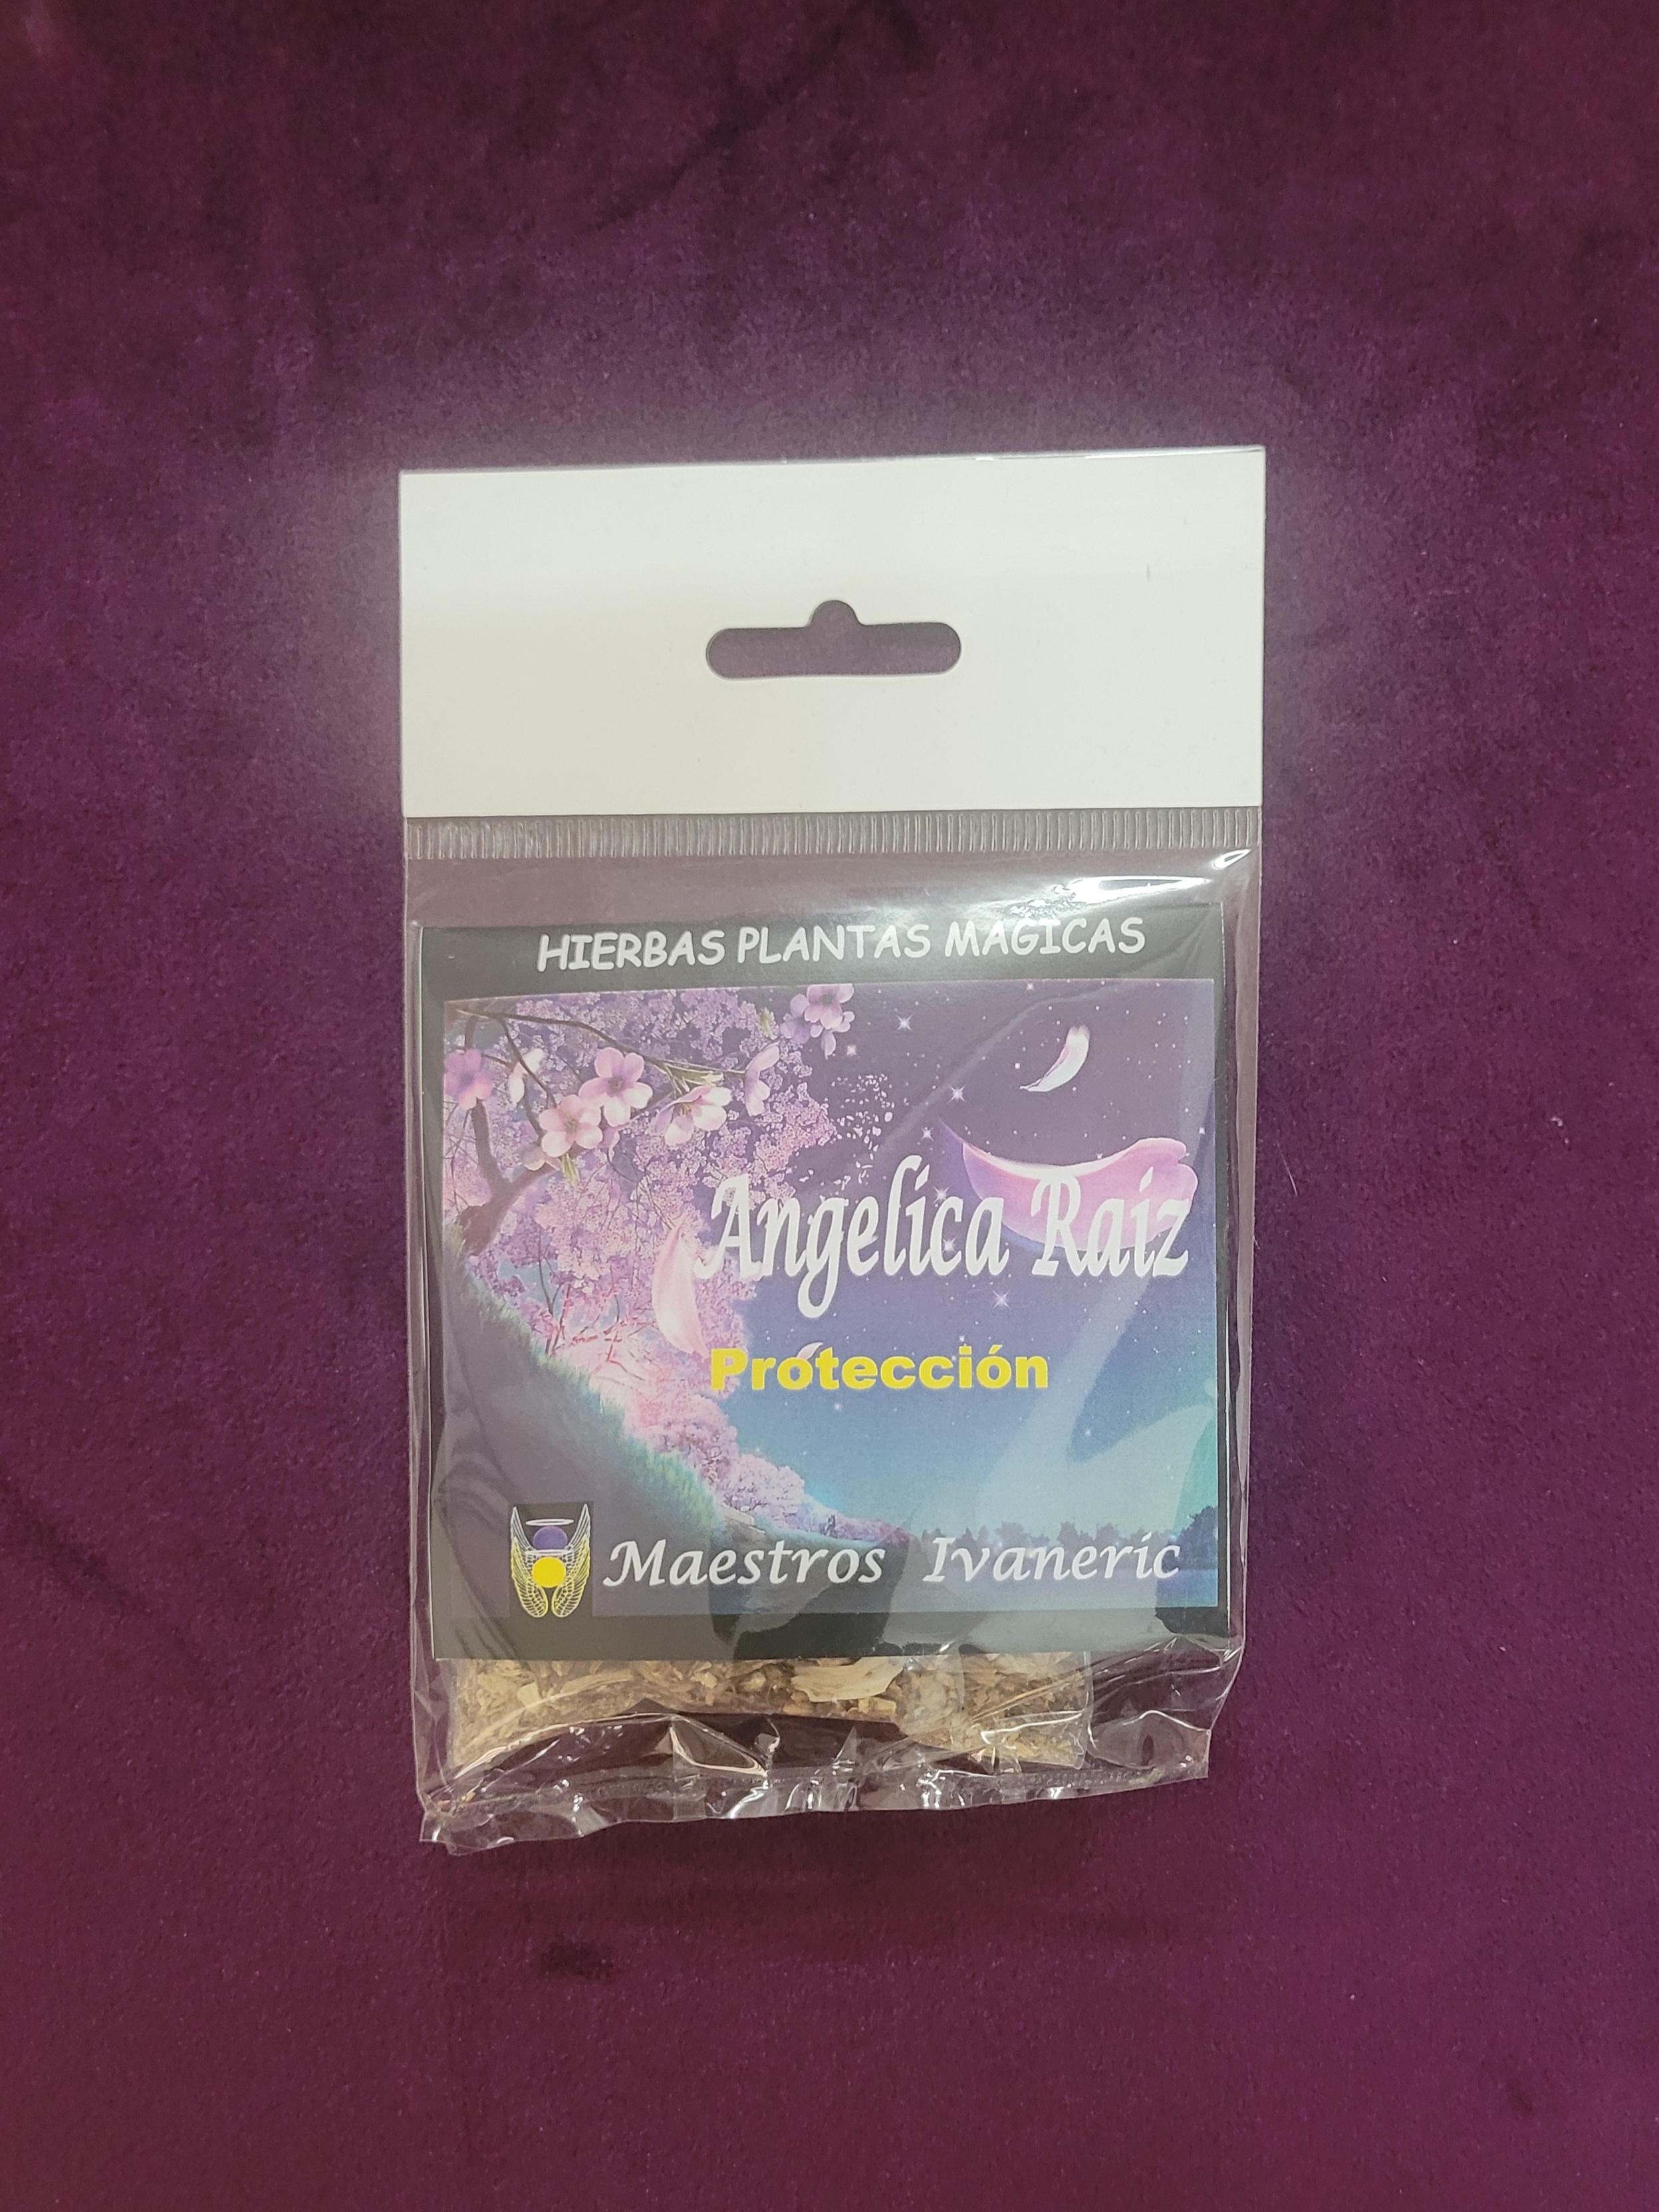 HIERBAS PLANTAS MAGICAS
Angelica Raiz
Protección
Maestros Ivaneric